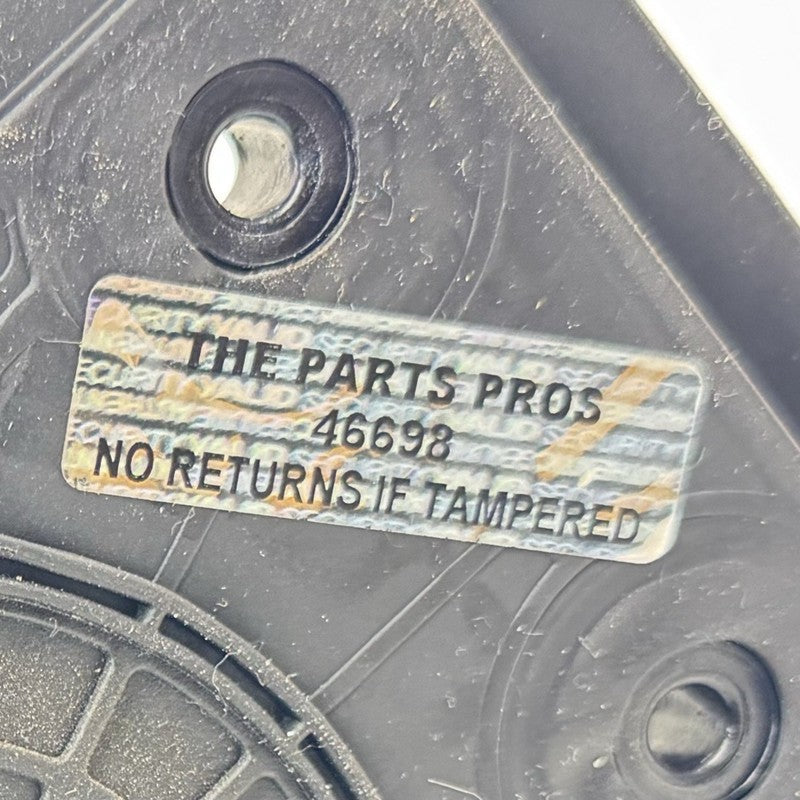 THE PARTS PROS
46698
NO RETURNS IF TAMPERED